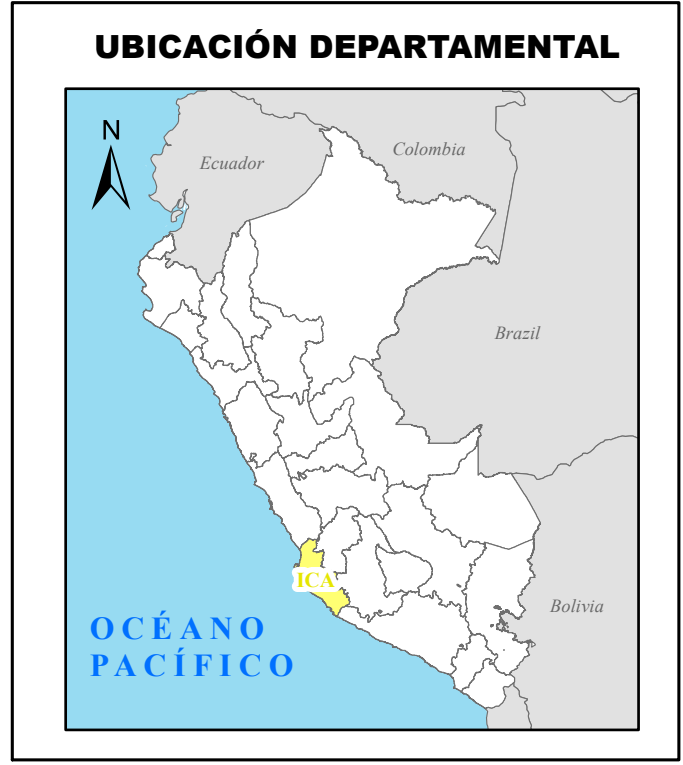 UBICACIÓN DEPARTAMENTAL
N
Ecuador
Colombia
Brazil
ICA
Bolivia
OCÉANO
PACÍFICO